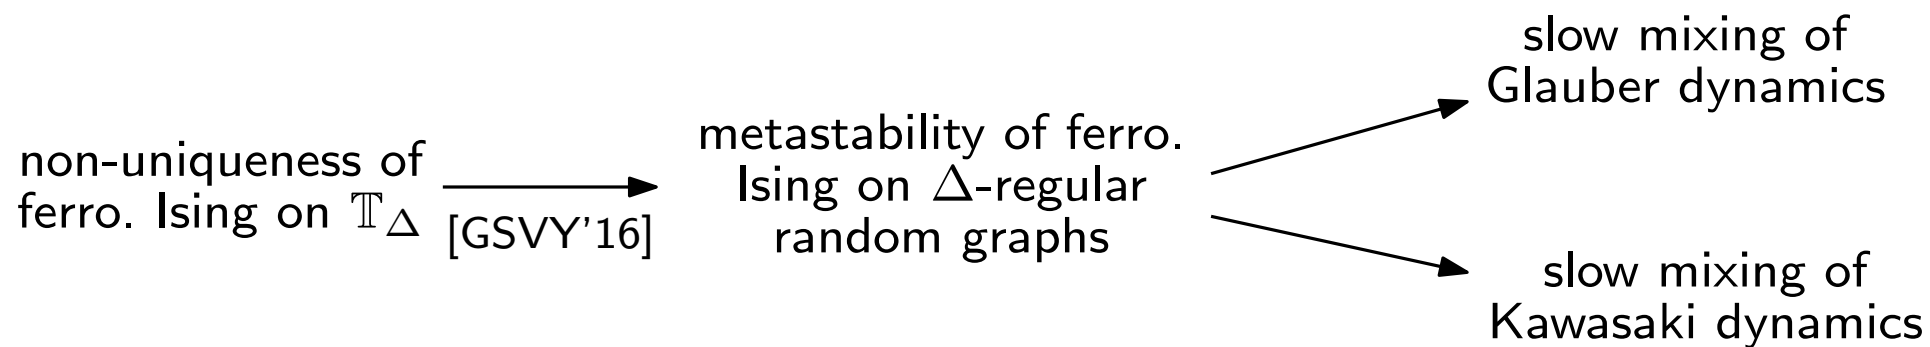 non-uniqueness of
ferro. Ising on 𝕋_Δ
[GSVY'16]
metastability of ferro.
Ising on Δ-regular
random graphs
slow mixing of
Glauber dynamics
slow mixing of
Kawasaki dynamics